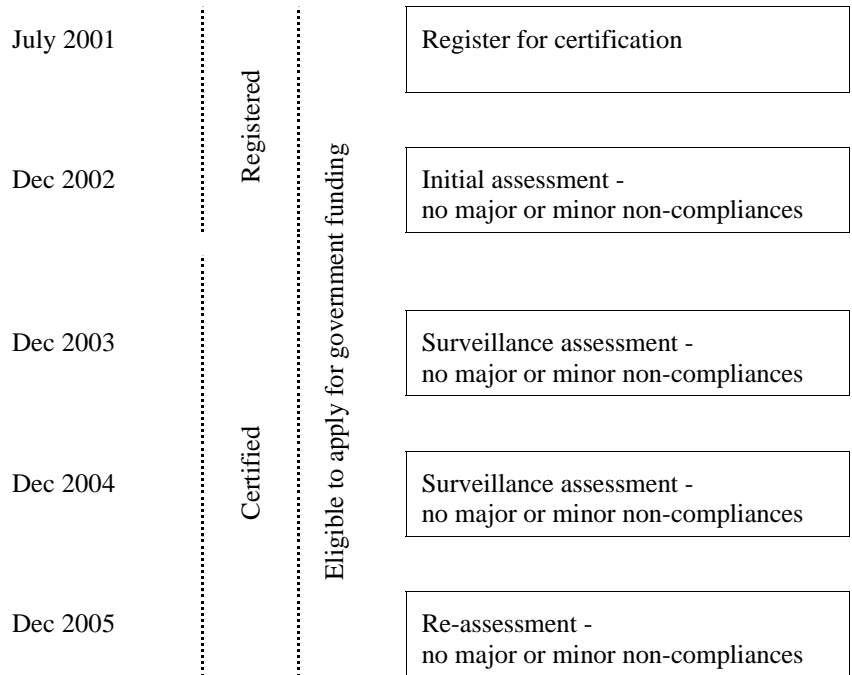 July 2001
Register for certification
Registered
Dec 2002
Initial assessment -
no major or minor non-compliances
Eligible to apply for government funding
Dec 2003
Surveillance assessment -
no major or minor non-compliances
Certified
Dec 2004
Surveillance assessment -
no major or minor non-compliances
Dec 2005
Re-assessment -
no major or minor non-compliances